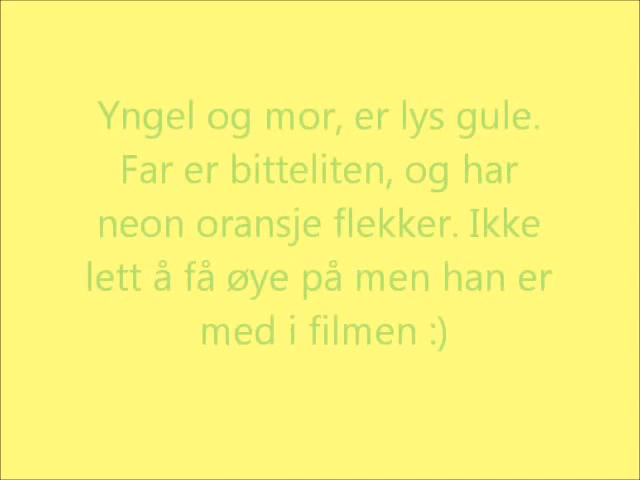 Yngel og mor, er lys gule.
Far er bitteliten, og har
neon oransje flekker. Ikke
lett å få øye på men han er
med i filmen :)